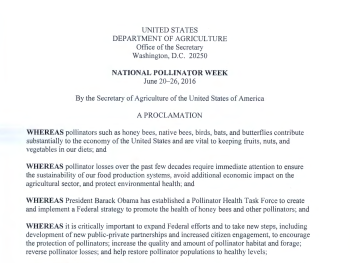 UNITED STATES
DEPARTMENT OF AGRICULTURE
Office of the Secretary
Washington, D.C. 20250
NATIONAL POLLINATOR WEEK
June 20-26, 2016
By the Secretary of Agriculture of the United States of America
A PROCLAMATION
WHEREAS pollinators such as honey bees, native bees, birds, bats, and butterflies contribute
substantially to the economy of the United States and are vital to keeping fruits, nuts, and
vegetables in our diets; and
WHEREAS pollinator losses over the past few decades require immediate attention to ensure
the sustainability of our food production systems, avoid additional economic impact on the
agricultural sector, and protect environmental health; and
WHEREAS President Barack Obama has established a Pollinator Health Task Force to create
and implement a Federal strategy to promote the health of honey bees and other pollinators; and
WHEREAS it is critically important to expand Federal efforts and to take new steps, including
development of new public-private partnerships and increased citizen engagement, to encourage
the protection of pollinators; increase the quality and amount of pollinator habitat and forage;
reverse pollinator losses; and help restore pollinator populations to healthy levels;